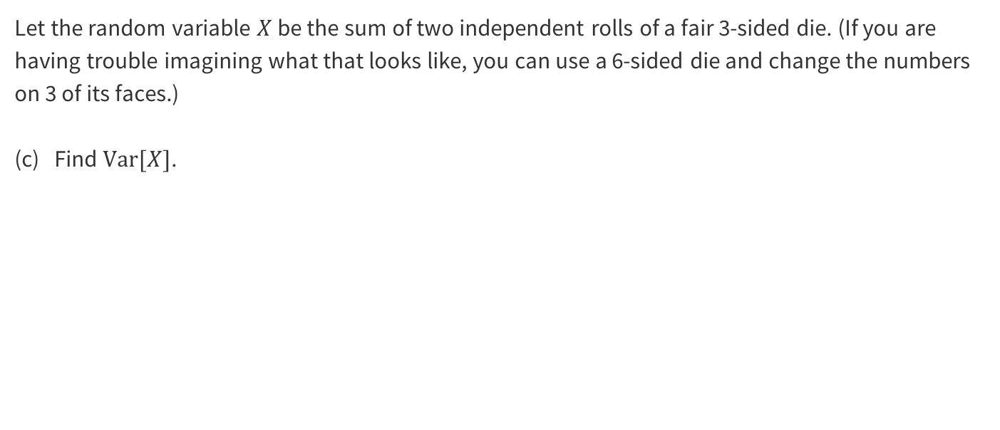 Let the random variable X be the sum of two independent rolls of a fair 3-sided die. (If you are
having trouble imagining what that looks like, you can use a 6-sided die and change the numbers
on 3 of its faces.)
(c) Find Var[X].